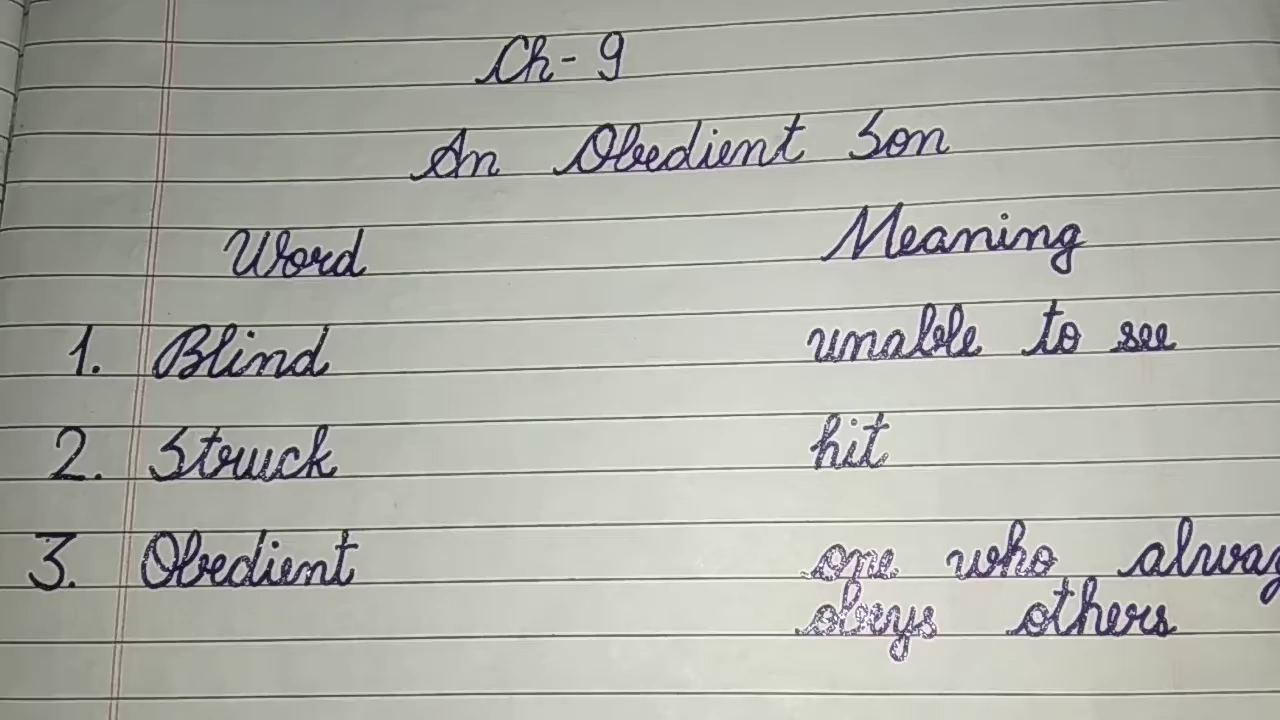 Ch - 9
An Obedient Son
Word Meaning
1. Blind unable to see
2. Struck hit
3. Obedient one who alway
obeys others